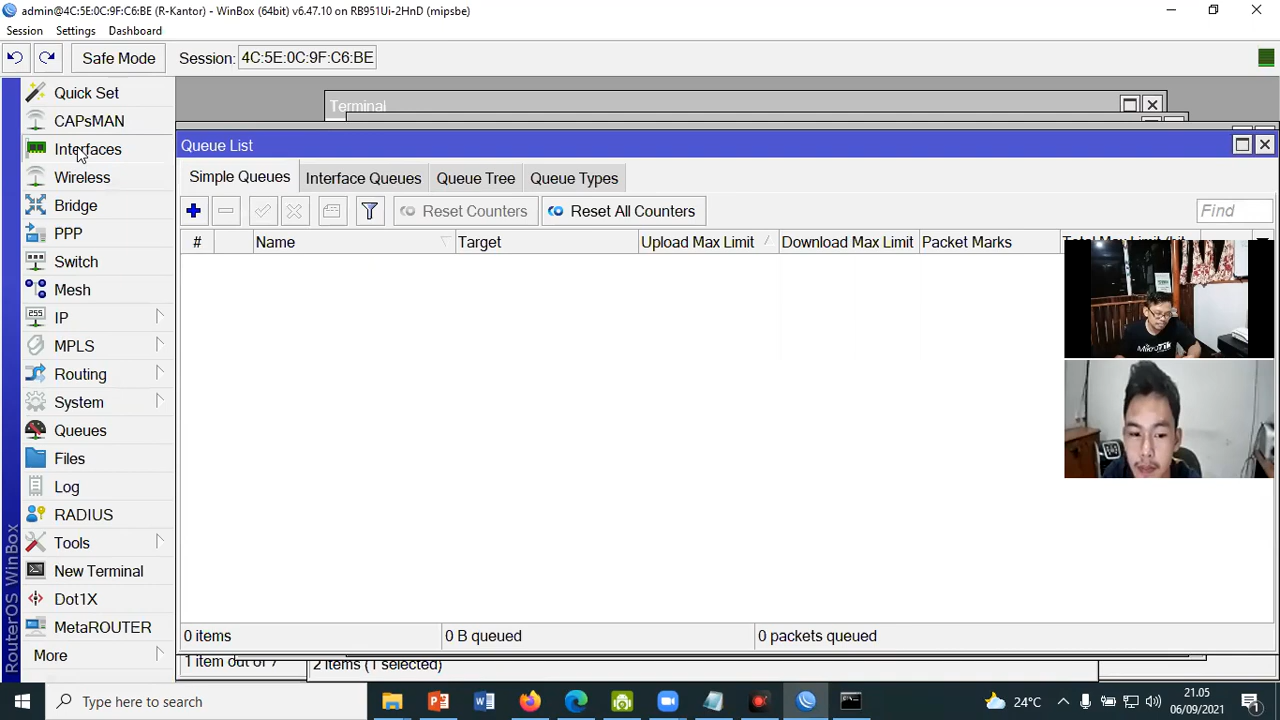 admin@4C:5E:0C:9F:C6:BE (R-Kantor) - WinBox (64bit) v6.47.10 on RB951Ui-2HnD (mipsbe)
Session Settings Dashboard
Safe Mode Session: 4C:5E:0C:9F:C6:BE
Quick Set
CAPsMAN
Interfaces
Wireless
Bridge
PPP
Switch
Mesh
IP
MPLS
Routing
System
Queues
Files
Log
RADIUS
Tools
New Terminal
Dot1X
MetaROUTER
More
RouterOS WinBox
Terminal
Queue List
Simple Queues Interface Queues Queue Tree Queue Types
Reset Counters Reset All Counters Find
# Name Target Upload Max Limit Download Max Limit Packet Marks
0 items 0 B queued 0 packets queued
1 item out of 7 2 items (1 selected)
Type here to search
24°C
21.05
06/09/2021